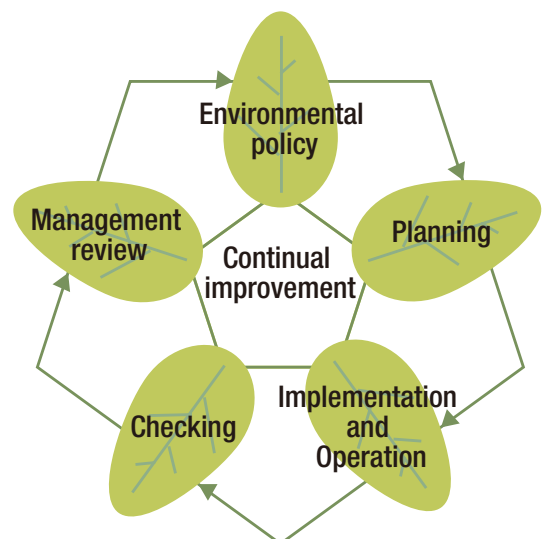 Environmental
policy
Planning
Implementation
and
Operation
Checking
Management
review
Continual
improvement